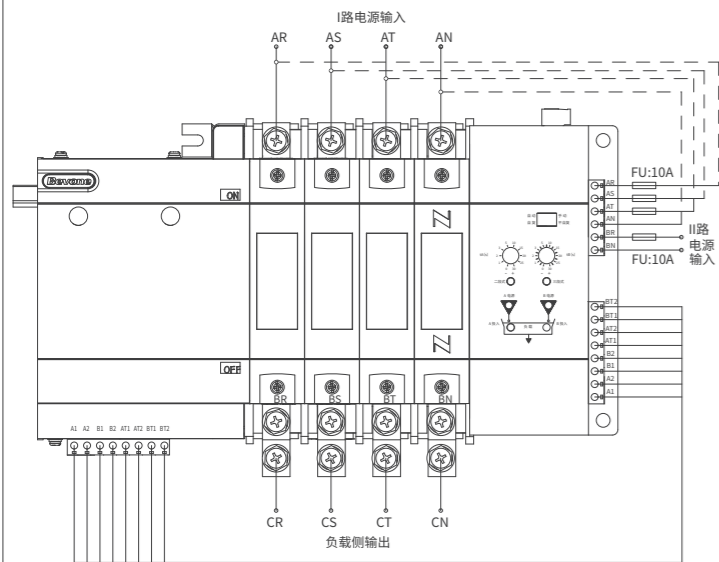 I路电源输入
AR AS AT AN
Bevone
ON
FU:10A
AR
AS
AT
AN
BR
BN
II路
电源
输入
FU:10A
BT2
BT1
AT2
AT1
B2
B1
A2
A1
OFF
BR BS BT BN
A1 A2 B1 B2 AT1 AT2 BT1 BT2
CR CS CT CN
负载侧输出